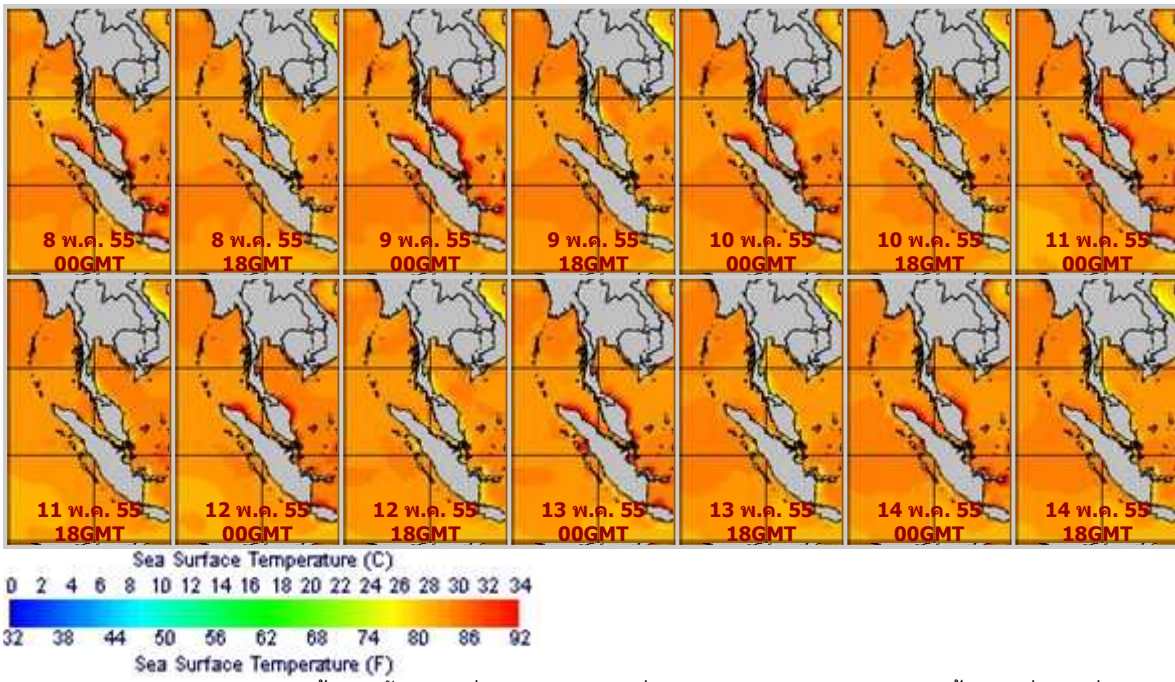 8 พ.ค. 55
00GMT
8 พ.ค. 55
18GMT
9 พ.ค. 55
00GMT
9 พ.ค. 55
18GMT
10 พ.ค. 55
00GMT
10 พ.ค. 55
18GMT
11 พ.ค. 55
00GMT
11 พ.ค. 55
18GMT
12 พ.ค. 55
00GMT
12 พ.ค. 55
18GMT
13 พ.ค. 55
00GMT
13 พ.ค. 55
18GMT
14 พ.ค. 55
00GMT
14 พ.ค. 55
18GMT
Sea Surface Temperature (C)
0 2 4 6 8 10 12 14 16 18 20 22 24 26 28 30 32 34
32 38 44 50 56 62 68 74 80 86 92
Sea Surface Temperature (F)